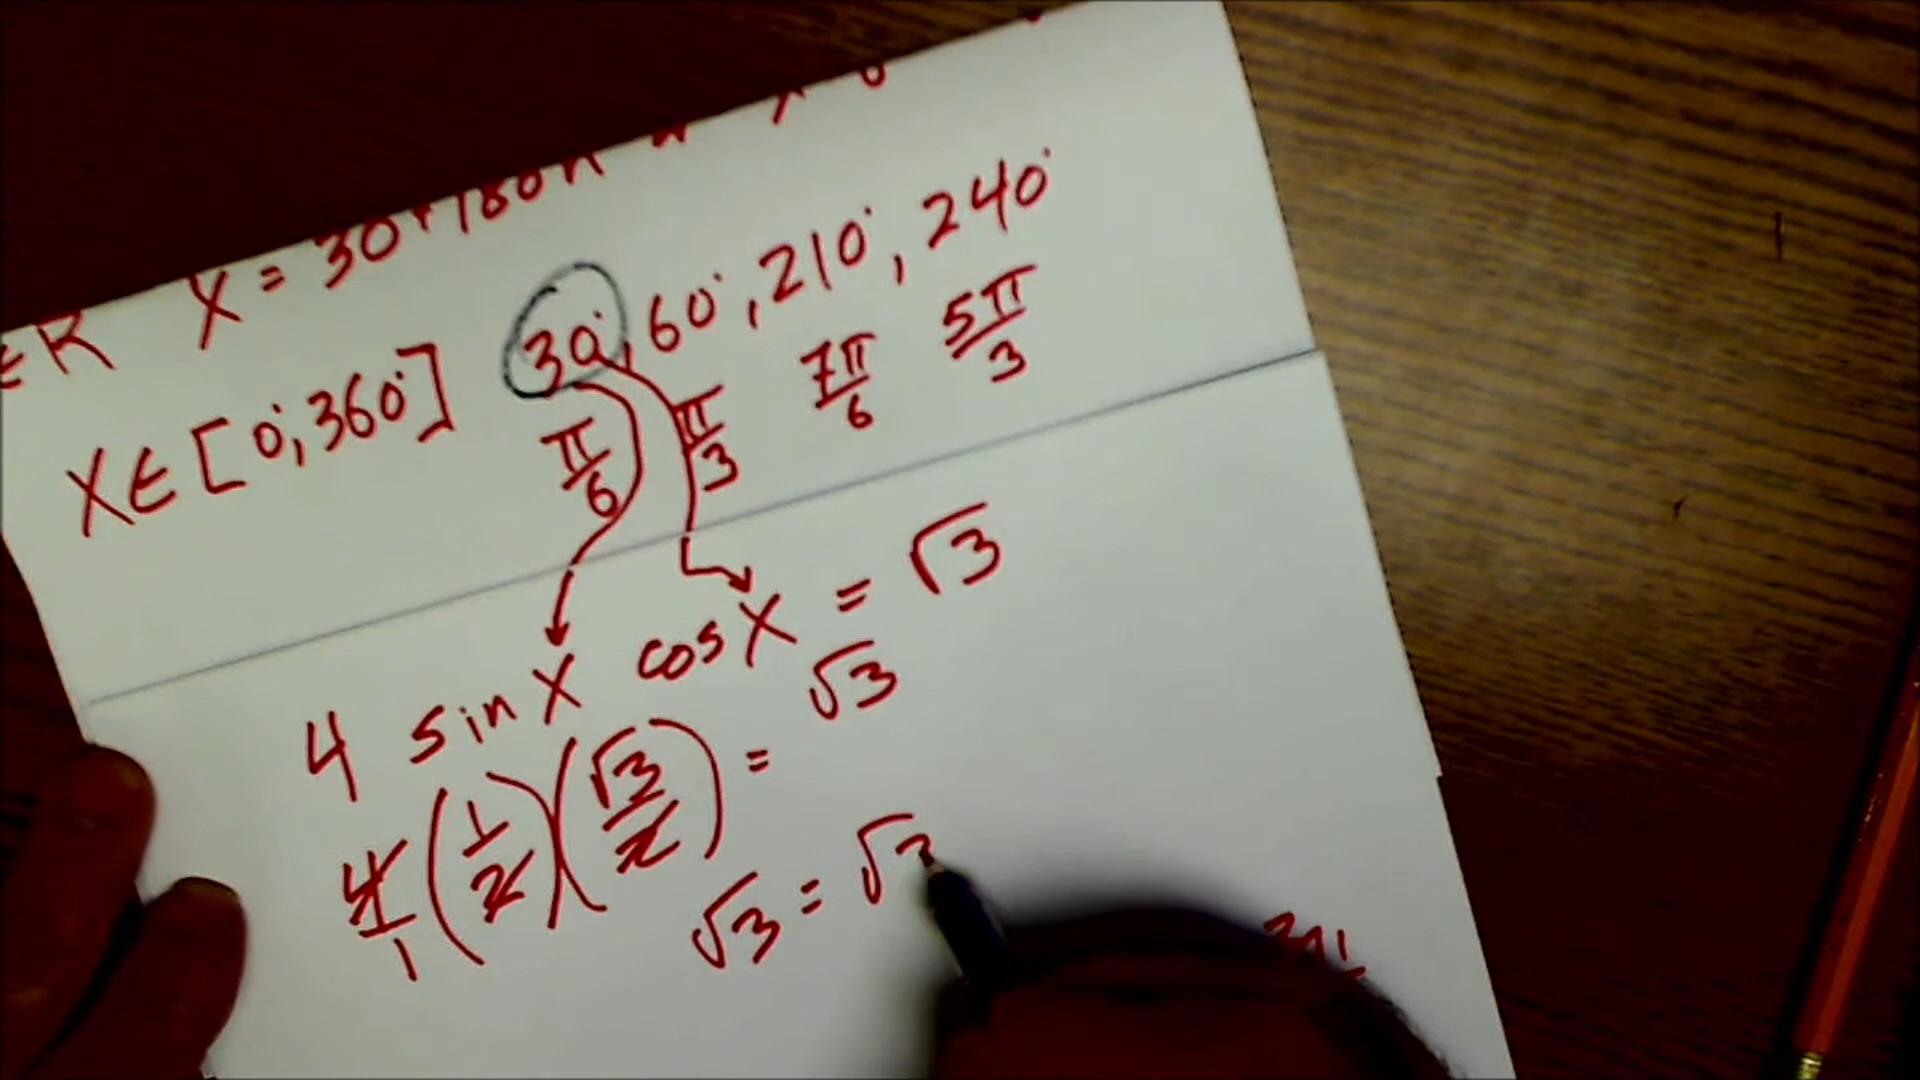 ∈ R X = 30 + 180n
X ∈ [0°, 360°] 30°, 60°, 210°, 240°
π/6 π/3 7π/6 5π/3
4 sin X cos X = √3
4/1 (1/2)(√3/2) = √3
√3 = √3